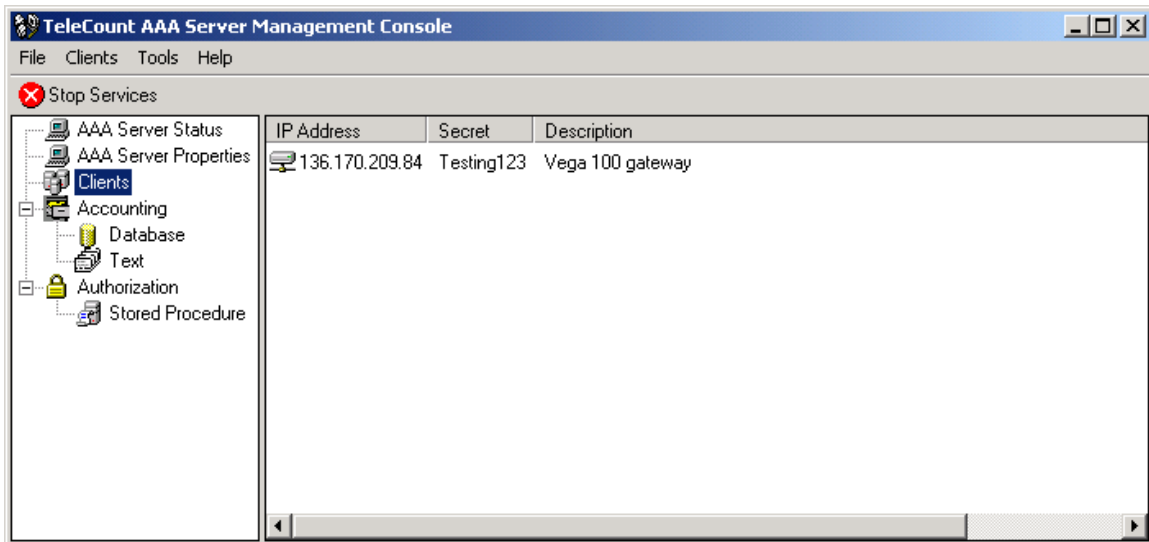 TeleCount AAA Server Management Console
File Clients Tools Help
Stop Services
AAA Server Status
AAA Server Properties
Clients
Accounting
Database
Text
Authorization
Stored Procedure
IP Address Secret Description
136.170.209.84 Testing123 Vega 100 gateway